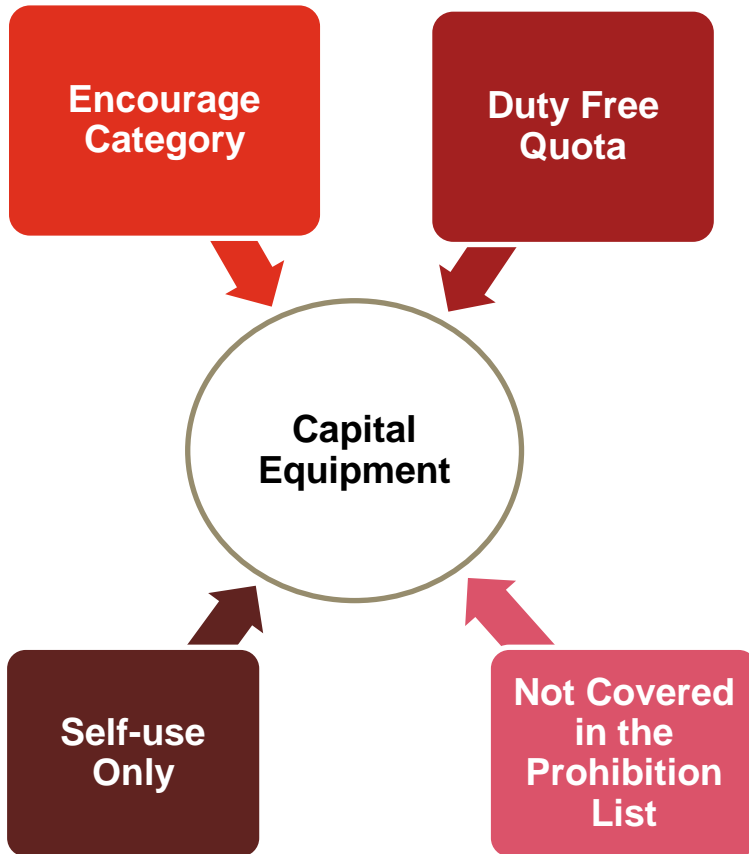 Encourage
Category
Duty Free
Quota
Capital
Equipment
Self-use
Only
Not Covered
in the
Prohibition
List